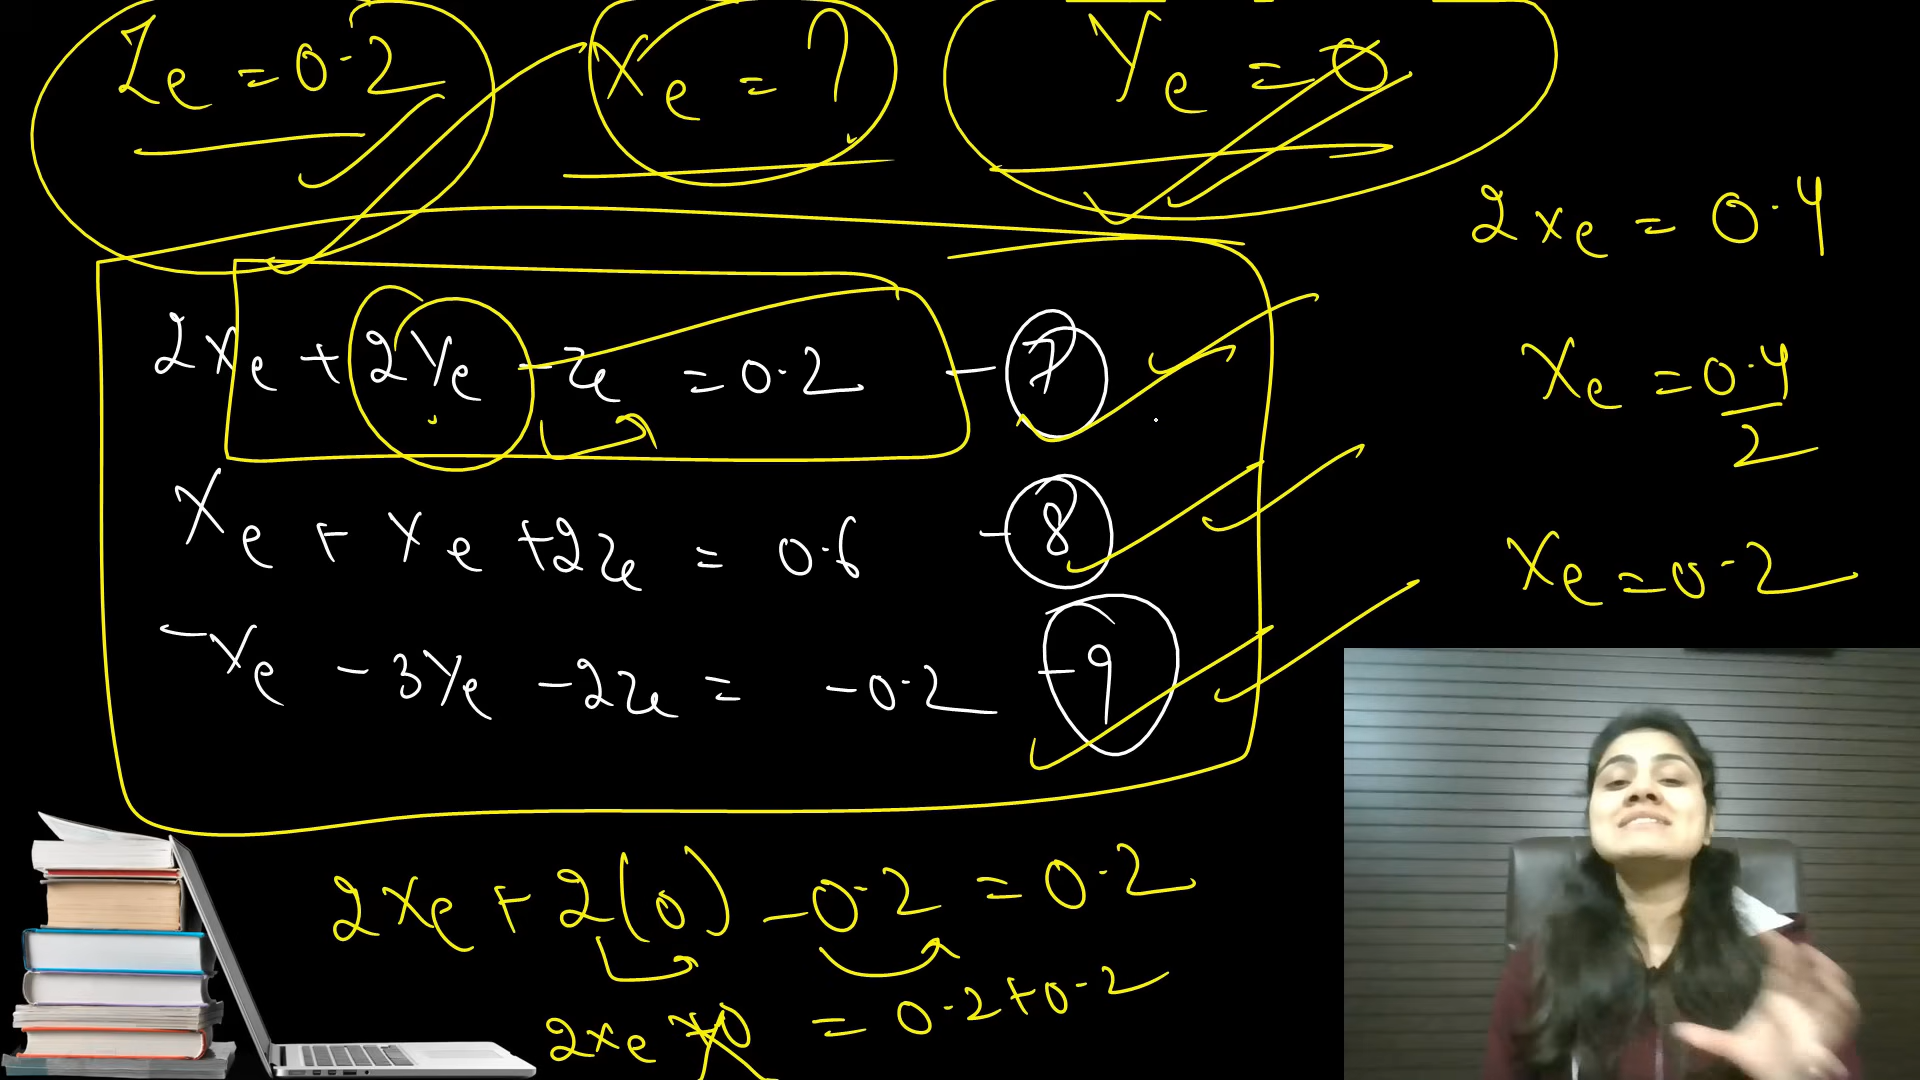 Ze = 0.2 Xe = ? Ye = 0
2xe = 0.4
2Xe + 2Ye - ze = 0.2 - 7
Xe = 0.4/2
Xe + Ye + 2ze = 0.6 - 8
Xe = 0.2
-Xe - 3Ye - 2ze = -0.2 - 9
2Xe + 2(0) - 0.2 = 0.2
2xe +0 = 0.2+0.2